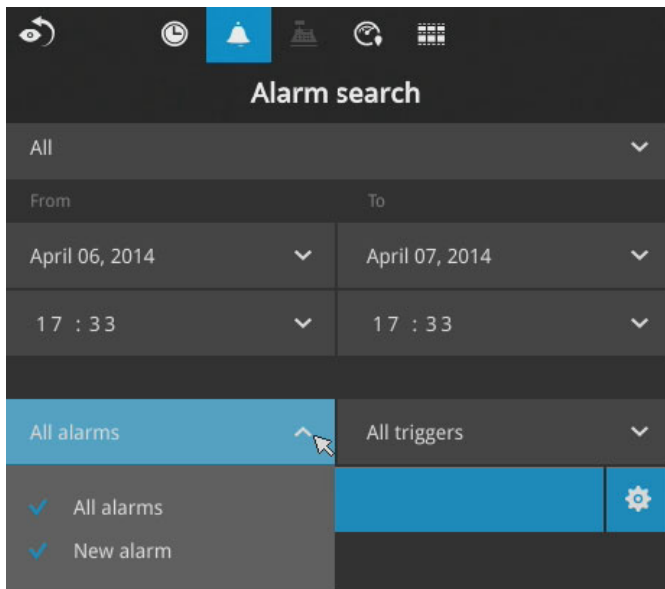 Alarm search
All
From To
April 06, 2014 April 07, 2014
17 : 33 17 : 33
All alarms All triggers
All alarms
New alarm